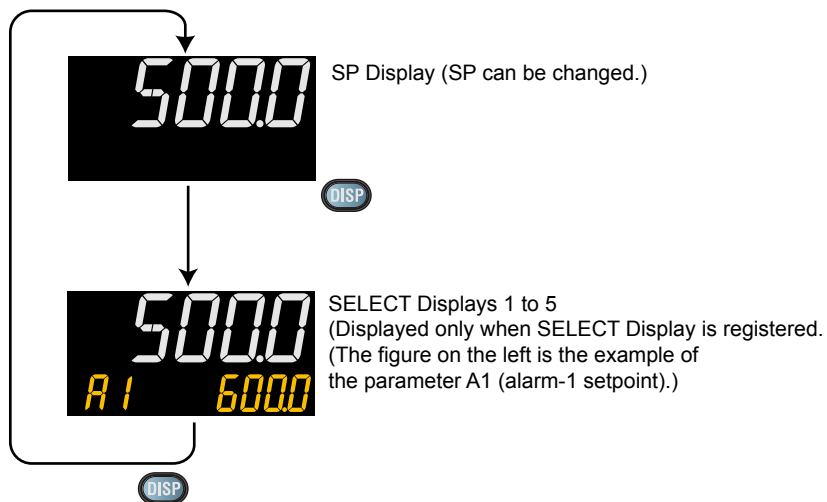 500.0
SP Display (SP can be changed.)
DISP
500.0
SELECT Displays 1 to 5
(Displayed only when SELECT Display is registered.
(The figure on the left is the example of
the parameter A1 (alarm-1 setpoint).)
A1 600.0
DISP